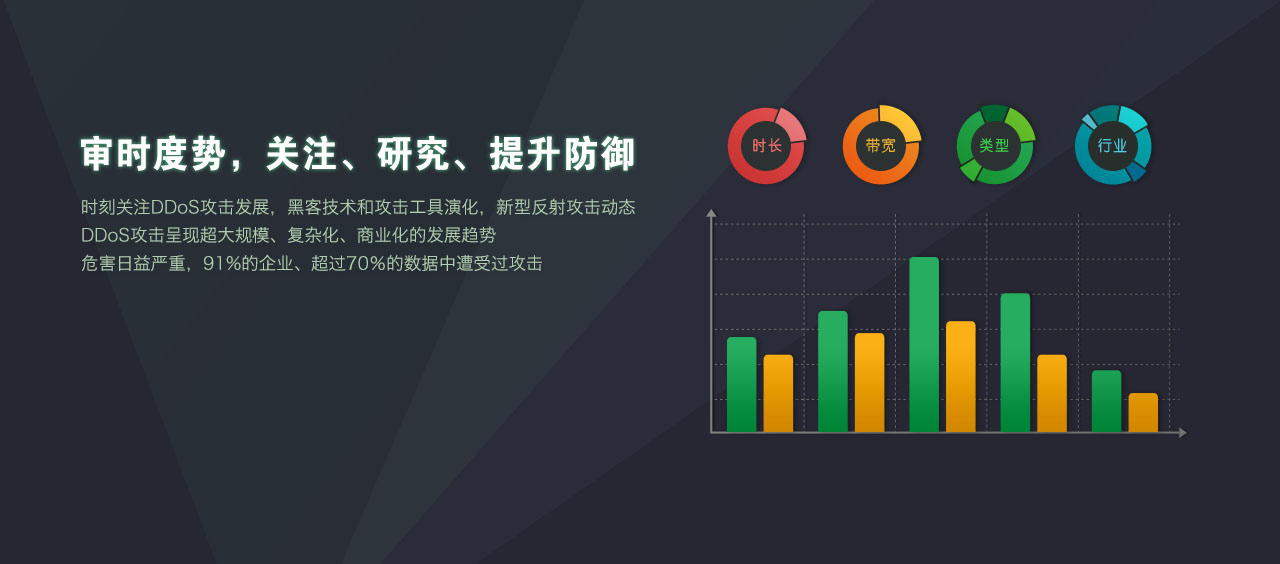 审时度势，关注、研究、提升防御
时刻关注DDoS攻击发展，黑客技术和攻击工具演化，新型反射攻击动态
DDoS攻击呈现超大规模、复杂化、商业化的发展趋势
危害日益严重，91%的企业、超过70%的数据中遭受过攻击
时长
带宽
类型
行业